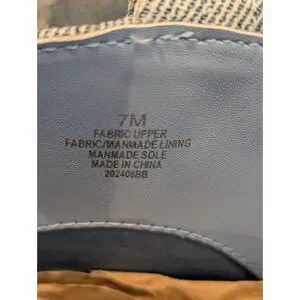 7M
FABRIC UPPER
FABRIC/MANMADE LINING
MANMADE SOLE
MADE IN CHINA
202406BB